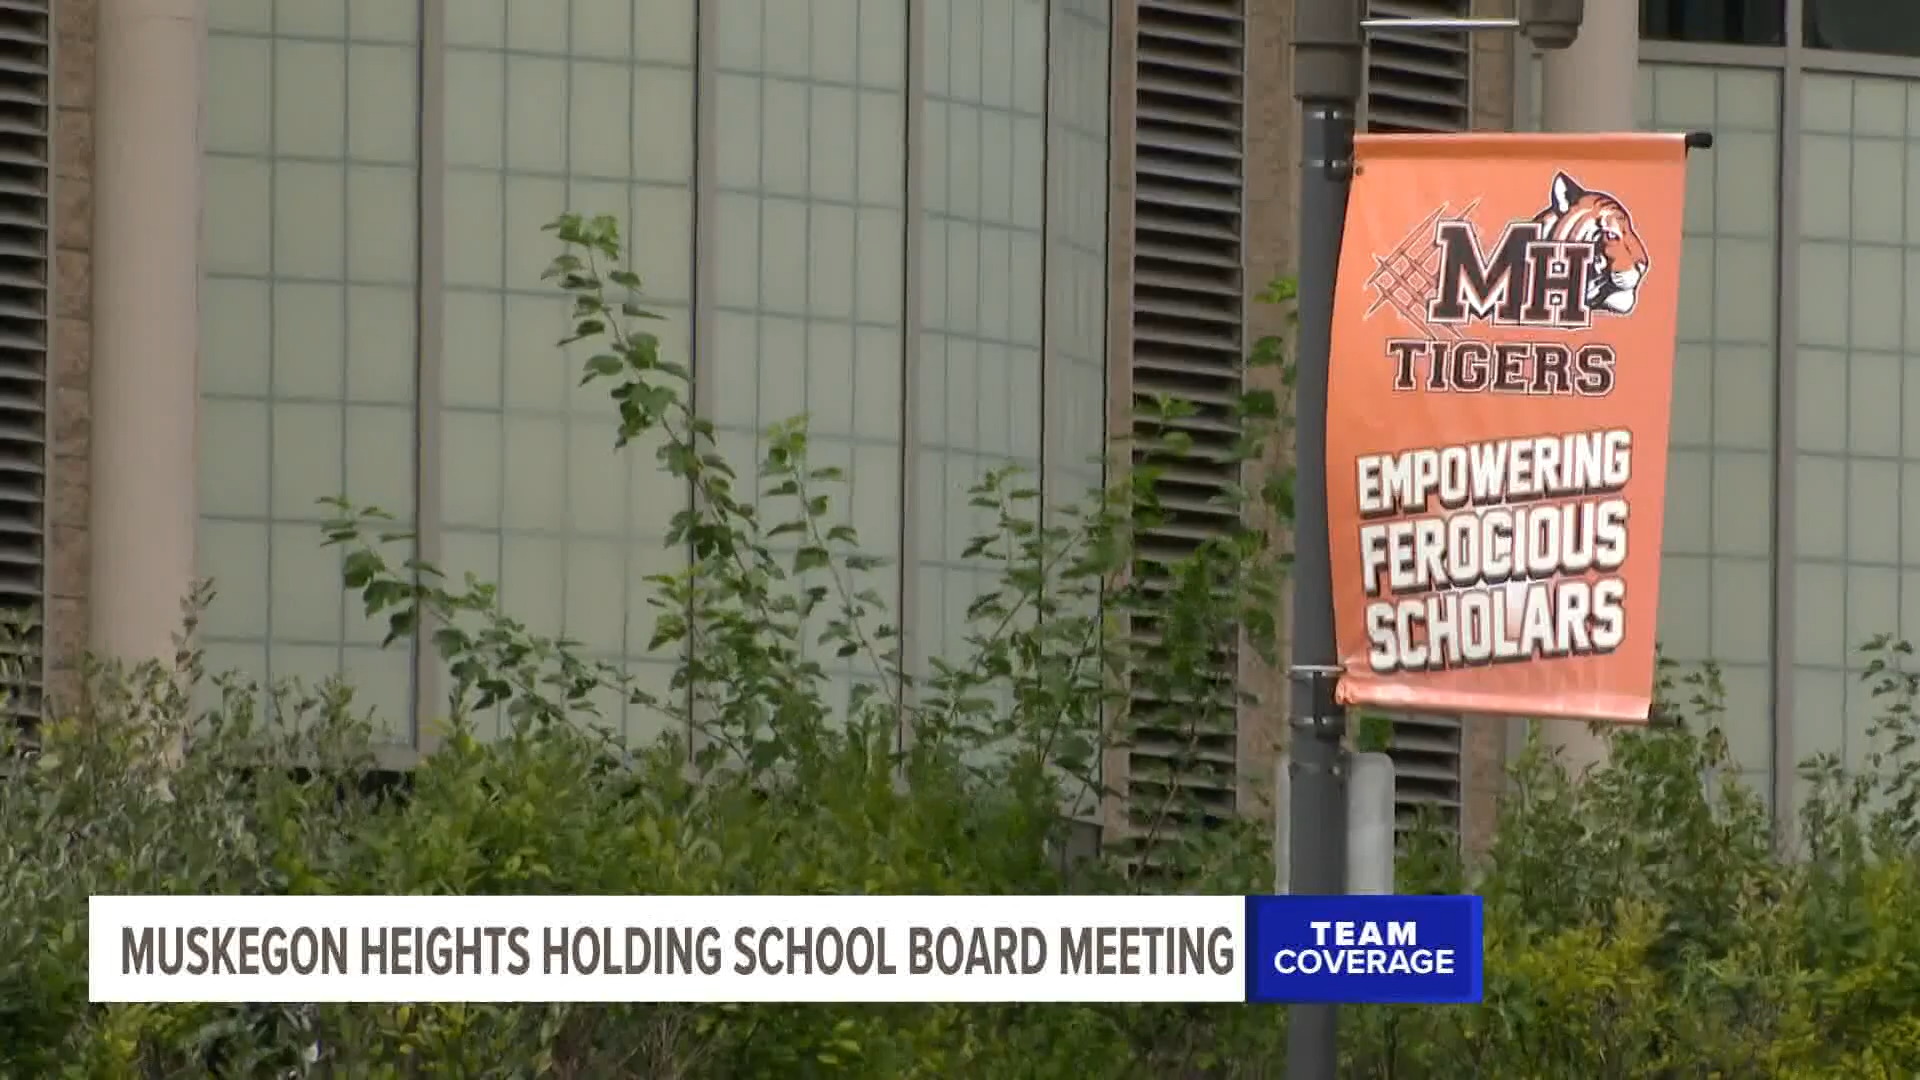 MH
TIGERS
EMPOWERING
FEROCIOUS
SCHOLARS
MUSKEGON HEIGHTS HOLDING SCHOOL BOARD MEETING
TEAM
COVERAGE